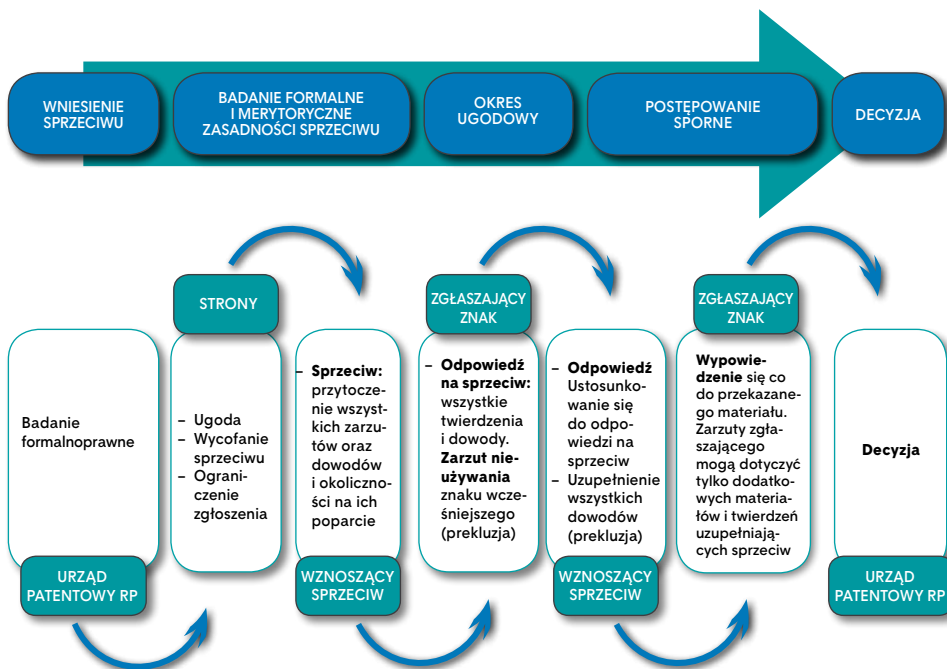 WNIESIENIE
SPRZECIWU
BADANIE FORMALNE
I MERYTORYCZNE
ZASADNOŚCI SPRZECIWU
OKRES
UGODOWY
POSTĘPOWANIE
SPORNE
DECYZJA
Badanie
formalnoprawne
URZĄD
PATENTOWY RP
STRONY
– Ugoda
– Wycofanie
sprzeciwu
– Ograni-
czenie
zgłoszenia
– Sprzeciw:
przytocze-
nie wszyst-
kich zarzu-
tów oraz
dowodów
i okoliczno-
ści na ich
poparcie
WZNOSZĄCY
SPRZECIW
ZGŁASZAJĄCY
ZNAK
– Odpowiedź
na sprzeciw:
wszystkie
twierdzenia
i dowody.
Zarzut nie-
używania
znaku wcze-
śniejszego
(prekluzja)
– Odpowiedź
Ustosunko-
wanie się
do odpo-
wiedzi na
sprzeciw
– Uzupełnienie
wszystkich
dowodów
(prekluzja)
WZNOSZĄCY
SPRZECIW
ZGŁASZAJĄCY
ZNAK
Wypowie-
dzenie się co
do przekazane-
go materiału.
Zarzuty zgła-
szającego
mogą dotyczyć
tylko dodatko-
wych materia-
łów i twierdzeń
uzupełniają-
cych sprzeciw
Decyzja
URZĄD
PATENTOWY RP